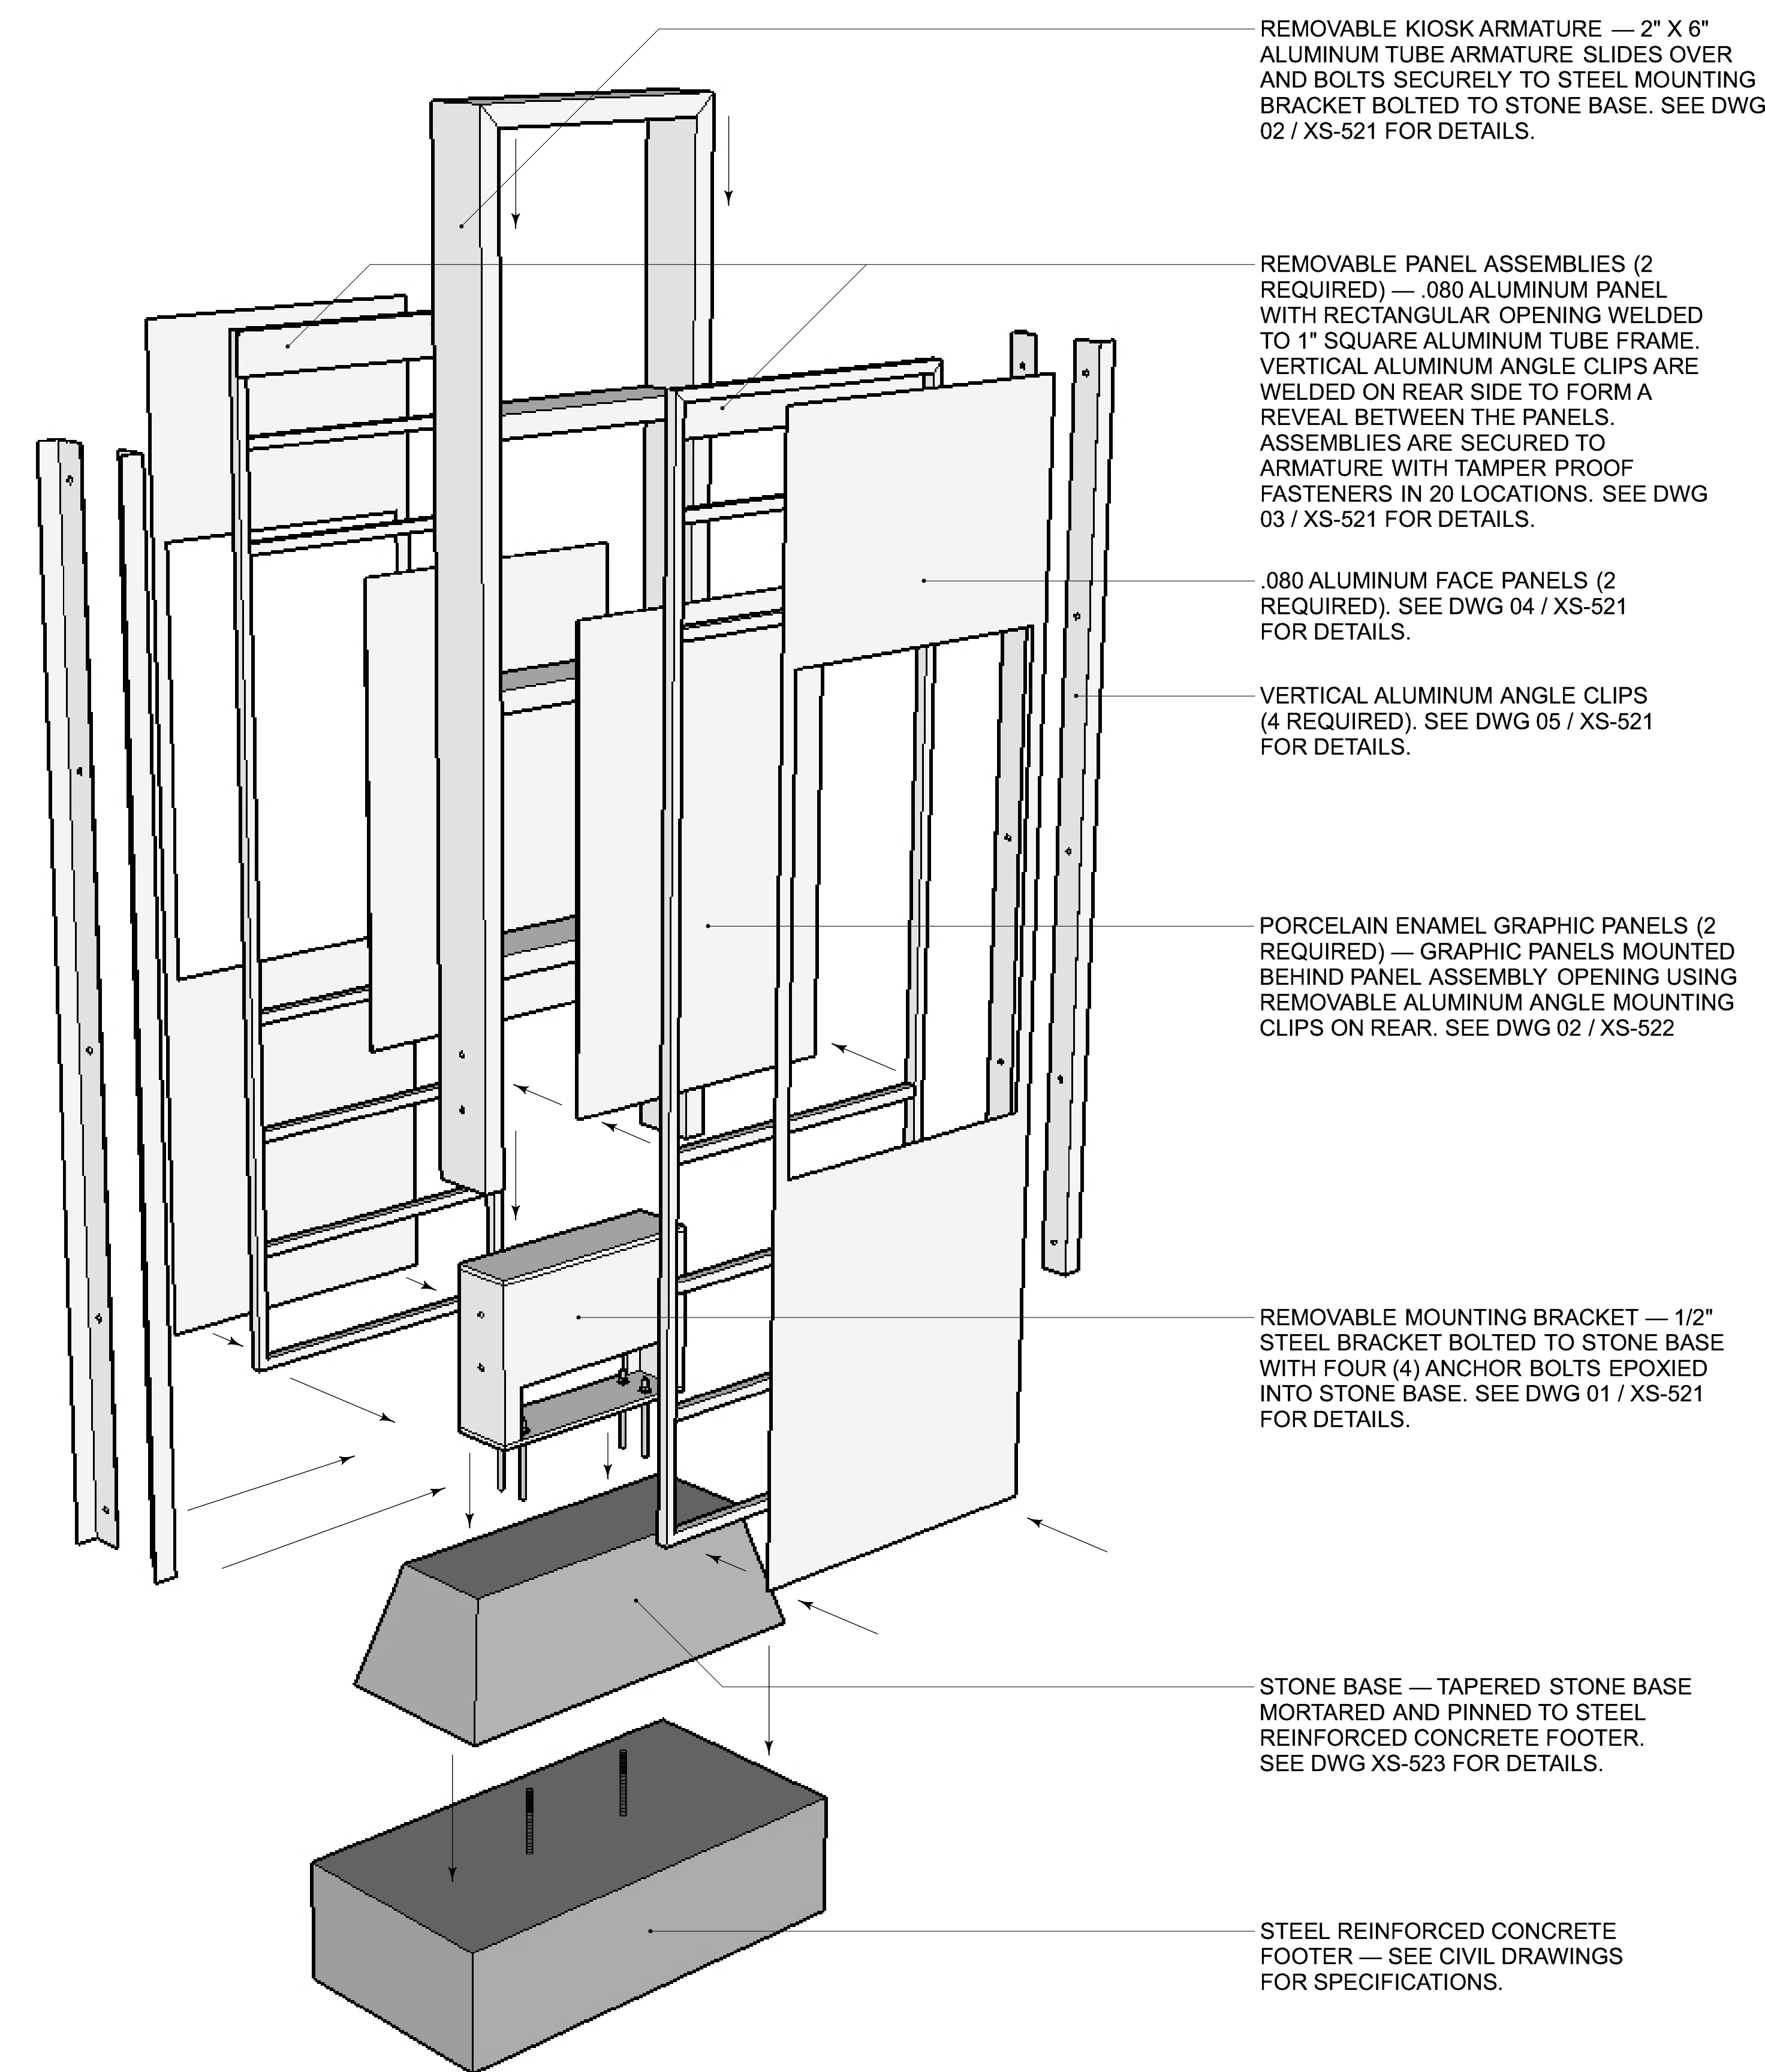 REMOVABLE KIOSK ARMATURE — 2" X 6"
ALUMINUM TUBE ARMATURE SLIDES OVER
AND BOLTS SECURELY TO STEEL MOUNTING
BRACKET BOLTED TO STONE BASE. SEE DWG
02 / XS-521 FOR DETAILS.
REMOVABLE PANEL ASSEMBLIES (2
REQUIRED) — .080 ALUMINUM PANEL
WITH RECTANGULAR OPENING WELDED
TO 1" SQUARE ALUMINUM TUBE FRAME.
VERTICAL ALUMINUM ANGLE CLIPS ARE
WELDED ON REAR SIDE TO FORM A
REVEAL BETWEEN THE PANELS.
ASSEMBLIES ARE SECURED TO
ARMATURE WITH TAMPER PROOF
FASTENERS IN 20 LOCATIONS. SEE DWG
03 / XS-521 FOR DETAILS.
.080 ALUMINUM FACE PANELS (2
REQUIRED). SEE DWG 04 / XS-521
FOR DETAILS.
VERTICAL ALUMINUM ANGLE CLIPS
(4 REQUIRED). SEE DWG 05 / XS-521
FOR DETAILS.
PORCELAIN ENAMEL GRAPHIC PANELS (2
REQUIRED) — GRAPHIC PANELS MOUNTED
BEHIND PANEL ASSEMBLY OPENING USING
REMOVABLE ALUMINUM ANGLE MOUNTING
CLIPS ON REAR. SEE DWG 02 / XS-522
REMOVABLE MOUNTING BRACKET — 1/2"
STEEL BRACKET BOLTED TO STONE BASE
WITH FOUR (4) ANCHOR BOLTS EPOXIED
INTO STONE BASE. SEE DWG 01 / XS-521
FOR DETAILS.
STONE BASE — TAPERED STONE BASE
MORTARED AND PINNED TO STEEL
REINFORCED CONCRETE FOOTER.
SEE DWG XS-523 FOR DETAILS.
STEEL REINFORCED CONCRETE
FOOTER — SEE CIVIL DRAWINGS
FOR SPECIFICATIONS.